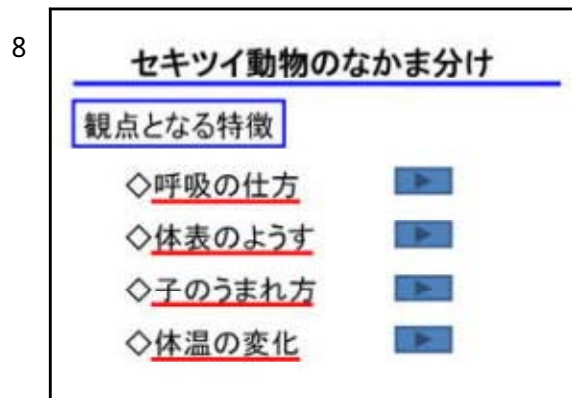 8
セキツイ動物のなかま分け
観点となる特徴
◇呼吸の仕方
◇体表のようす
◇子のうまれ方
◇体温の変化